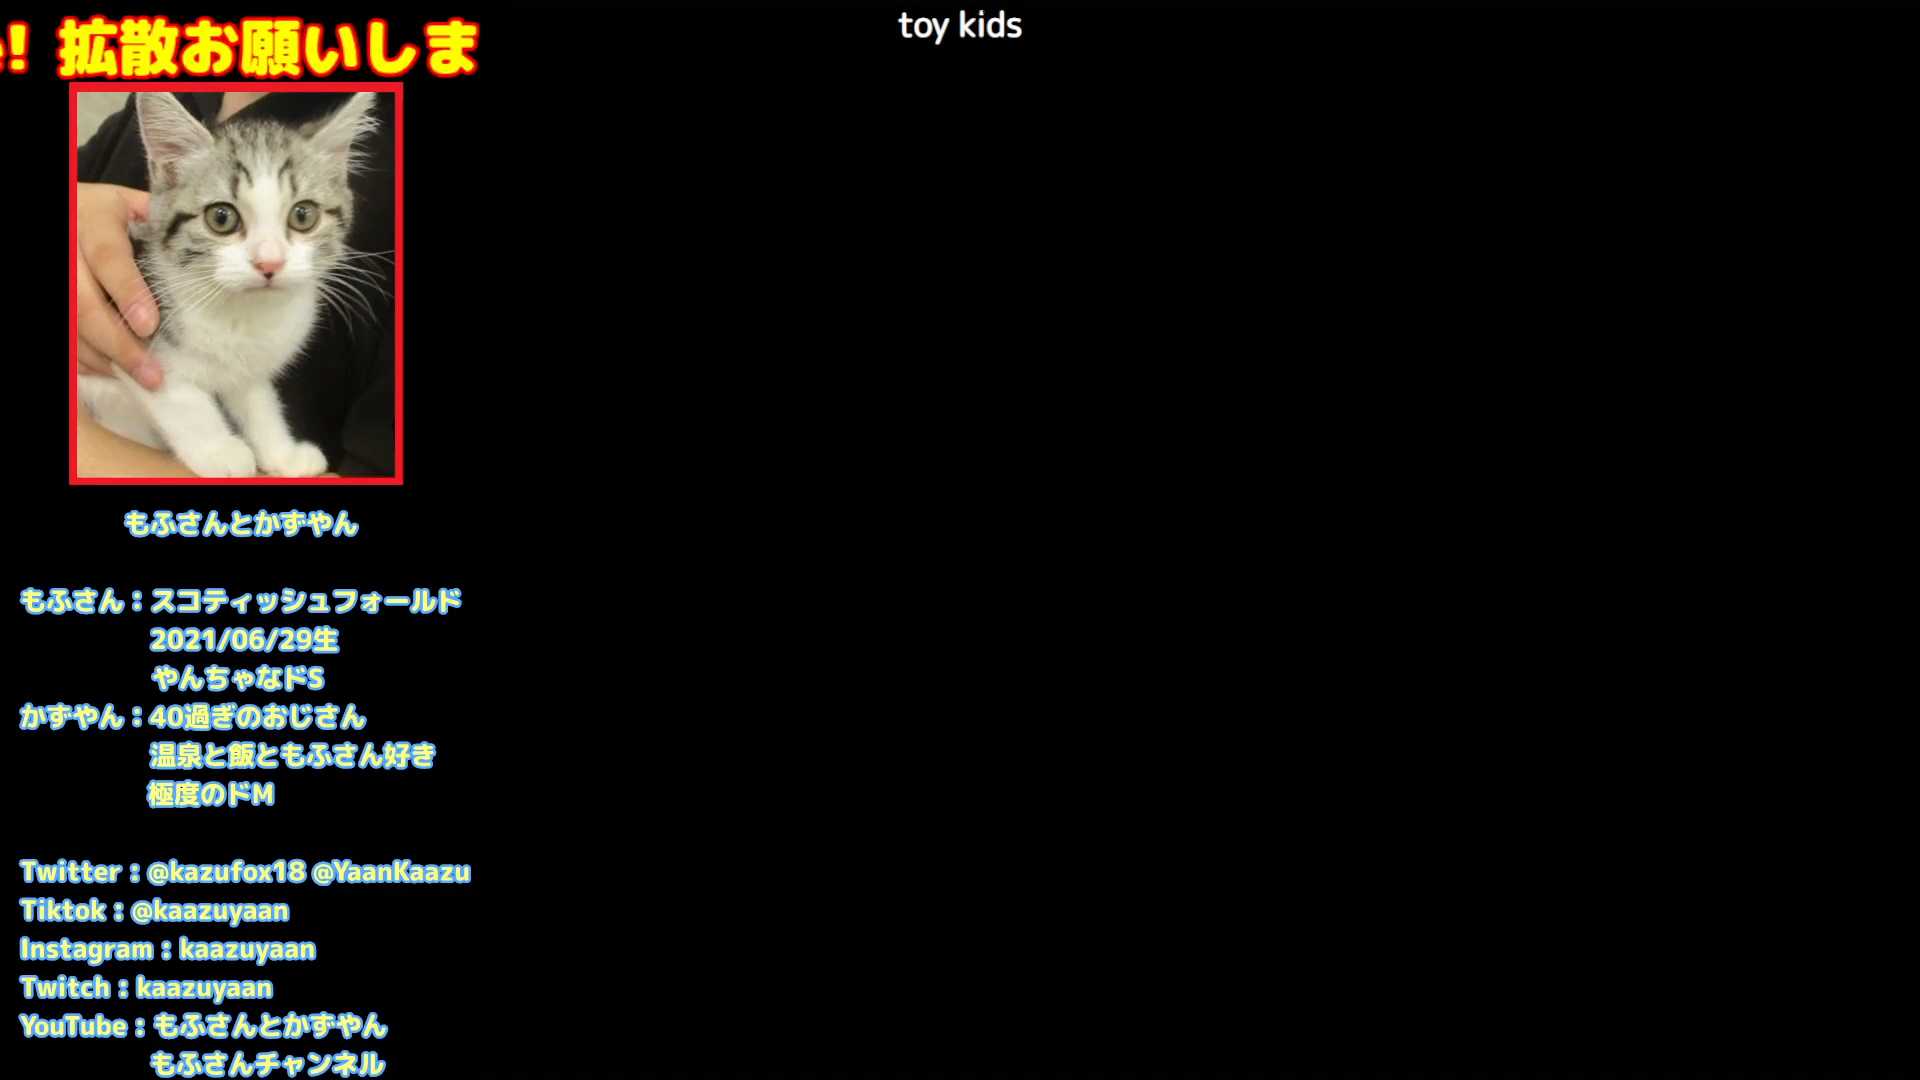 ! 拡散お願いしま
toy kids
もふさんとかずやん
もふさん：スコティッシュフォールド
2021/06/29生
やんちゃなドS
かずやん：40過ぎのおじさん
温泉と飯ともふさん好き
極度のドM
Twitter：@kazufox18 @YaanKaazu
Tiktok：@kaazuyaan
Instagram：kaazuyaan
Twitch：kaazuyaan
YouTube：もふさんとかずやん
もふさんチャンネル